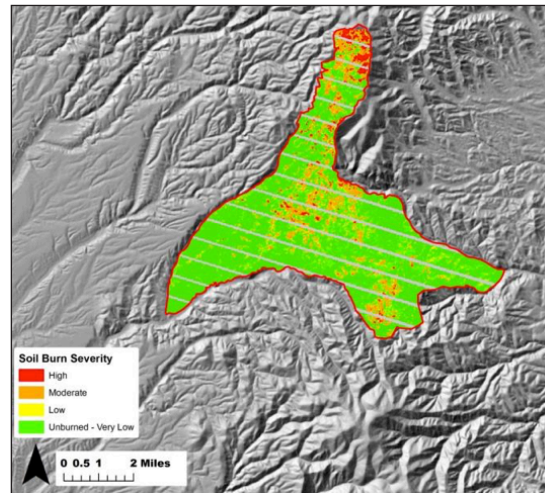 Soil Burn Severity
High
Moderate
Low
Unburned - Very Low
0 0.5 1 2 Miles